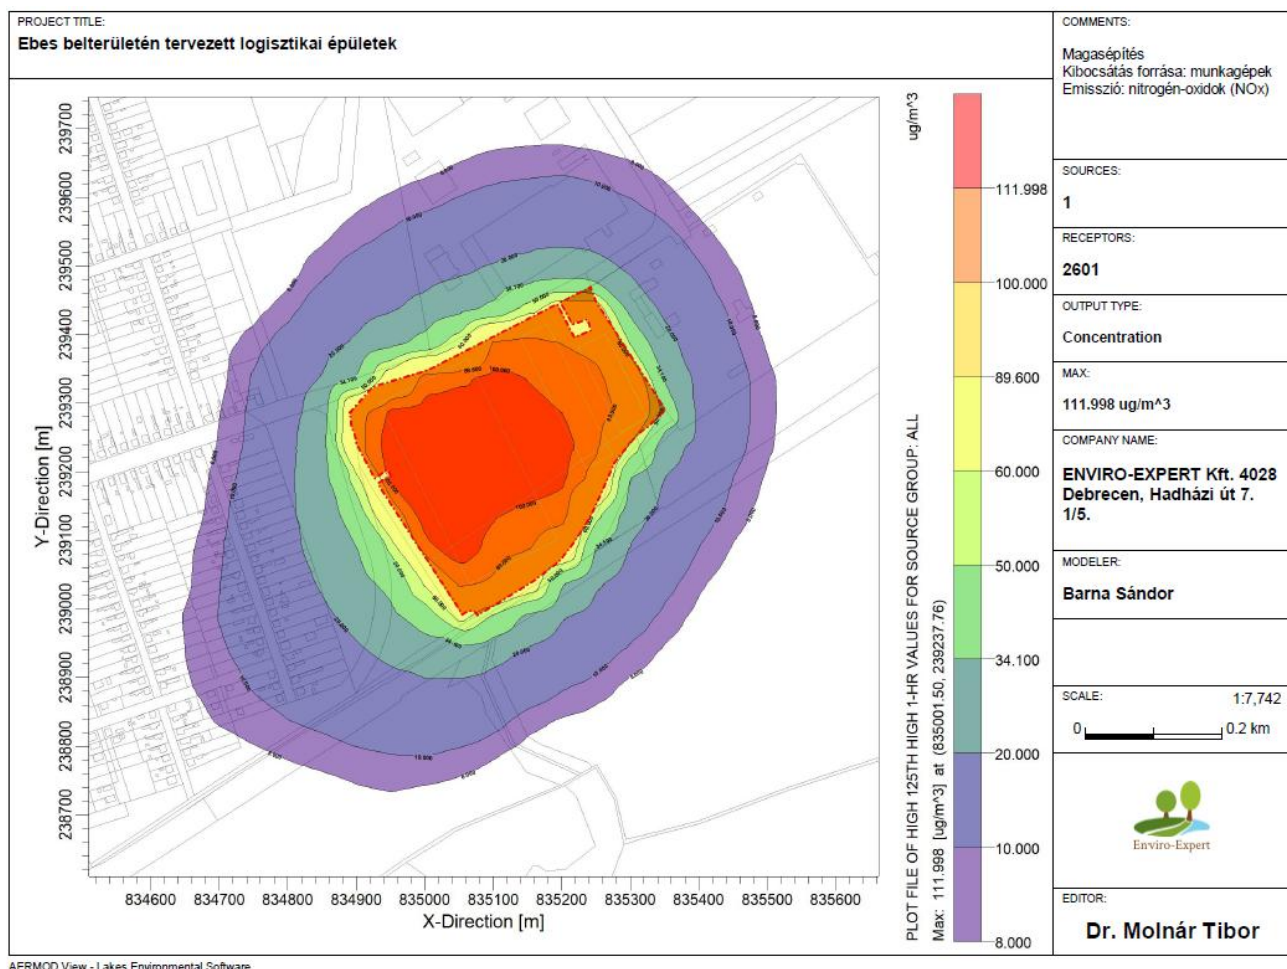 PROJECT TITLE:
Ebes belterületén tervezett logisztikai épületek
COMMENTS:
Magasépítés
Kibocsátás forrása: munkagépek
Emisszió: nitrogén-oxidok (NOx)
SOURCES:
1
RECEPTORS:
2601
OUTPUT TYPE:
Concentration
MAX:
111.998 ug/m^3
COMPANY NAME:
ENVIRO-EXPERT Kft. 4028
Debrecen, Hadházi út 7.
1/5.
MODELER:
Barna Sándor
SCALE:
1:7,742
0
0.2 km
Enviro-Expert
EDITOR:
Dr. Molnár Tibor
Y-Direction [m]
239700
239600
239500
239400
239300
239200
239100
239000
238900
238800
238700
834600
834700
834800
834900
835000
835100
835200
835300
835400
835500
835600
X-Direction [m]
ug/m^3
PLOT FILE OF HIGH 125TH HIGH 1-HR VALUES FOR SOURCE GROUP: ALL
Max: 111.998 [ug/m^3] at (835001.150, 239237.76)
111.998
100.000
89.600
60.000
50.000
34.100
20.000
10.000
8.000
AERMOD View - Lakes Environmental Software